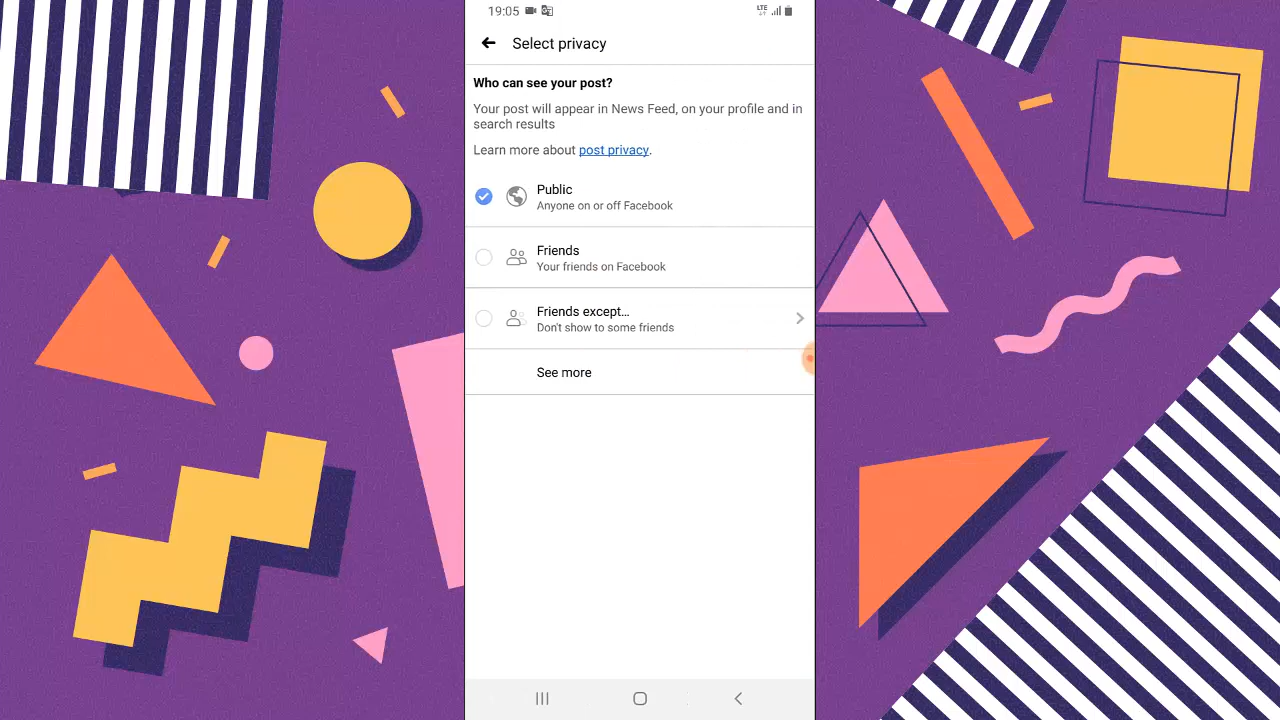 19:05
LTE
Select privacy
Who can see your post?
Your post will appear in News Feed, on your profile and in
search results
Learn more about post privacy.
Public
Anyone on or off Facebook
Friends
Your friends on Facebook
Friends except...
Don't show to some friends
See more